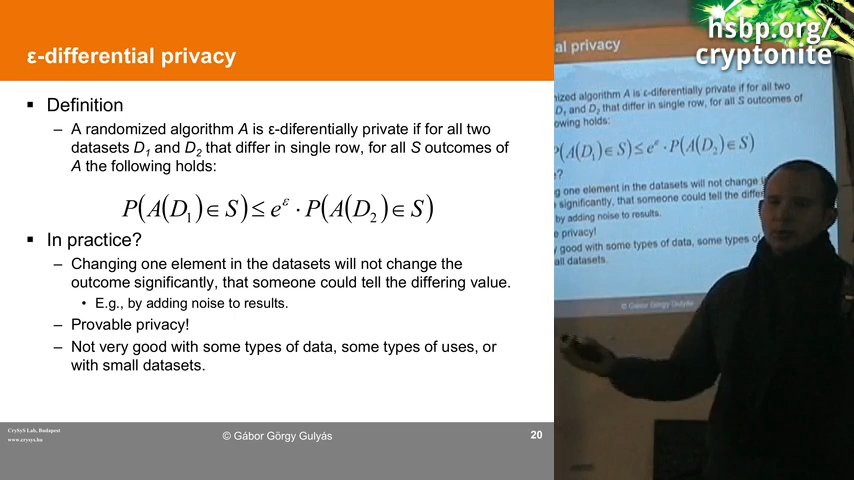 ε-differential privacy
▪ Definition
– A randomized algorithm A is ε-diferentially private if for all two
datasets D1 and D2 that differ in single row, for all S outcomes of
A the following holds:
P(A(D1)∈ S)≤ e^ε · P(A(D2)∈ S)
▪ In practice?
– Changing one element in the datasets will not change the
outcome significantly, that someone could tell the differing value.
• E.g., by adding noise to results.
– Provable privacy!
– Not very good with some types of data, some types of uses, or
with small datasets.
CrySyS Lab, Budapest
www.crysys.hu
© Gábor Görgy Gulyás
20
hsbp.org/
cryptonite
al privacy
ized algorithm A is ε-diferentially private if for all two
D1 and D2 that differ in single row, for all S outcomes of
owing holds:
P(A(D1)∈ S)≤ e^ε · P(A(D2)∈ S)
?
g one element in the datasets will not change
significantly, that someone could tell the
by adding noise to results.
e privacy!
y good with some types of data, some types of
all datasets.
© Gábor Görgy Gulyás